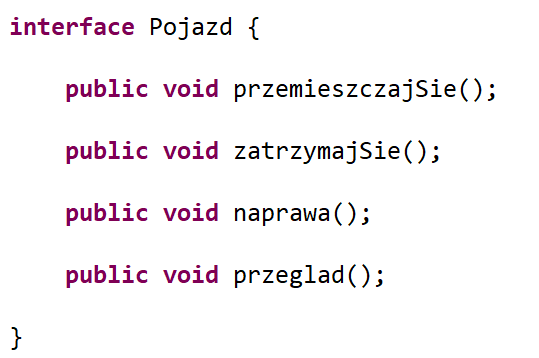 interface Pojazd {
public void przemieszczajSie();
public void zatrzymajSie();
public void naprawa();
public void przeglad();
}